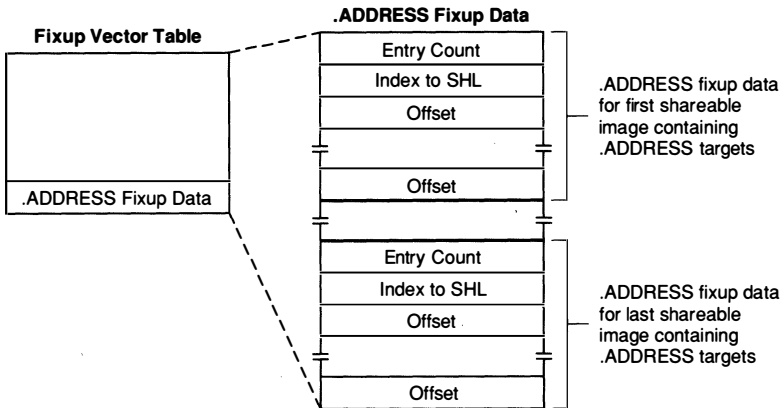 .ADDRESS Fixup Data
Fixup Vector Table
.ADDRESS Fixup Data
Entry Count
Index to SHL
Offset
Offset
.ADDRESS fixup data
for first shareable
image containing
.ADDRESS targets
Entry Count
Index to SHL
Offset
Offset
.ADDRESS fixup data
for last shareable
image containing
.ADDRESS targets